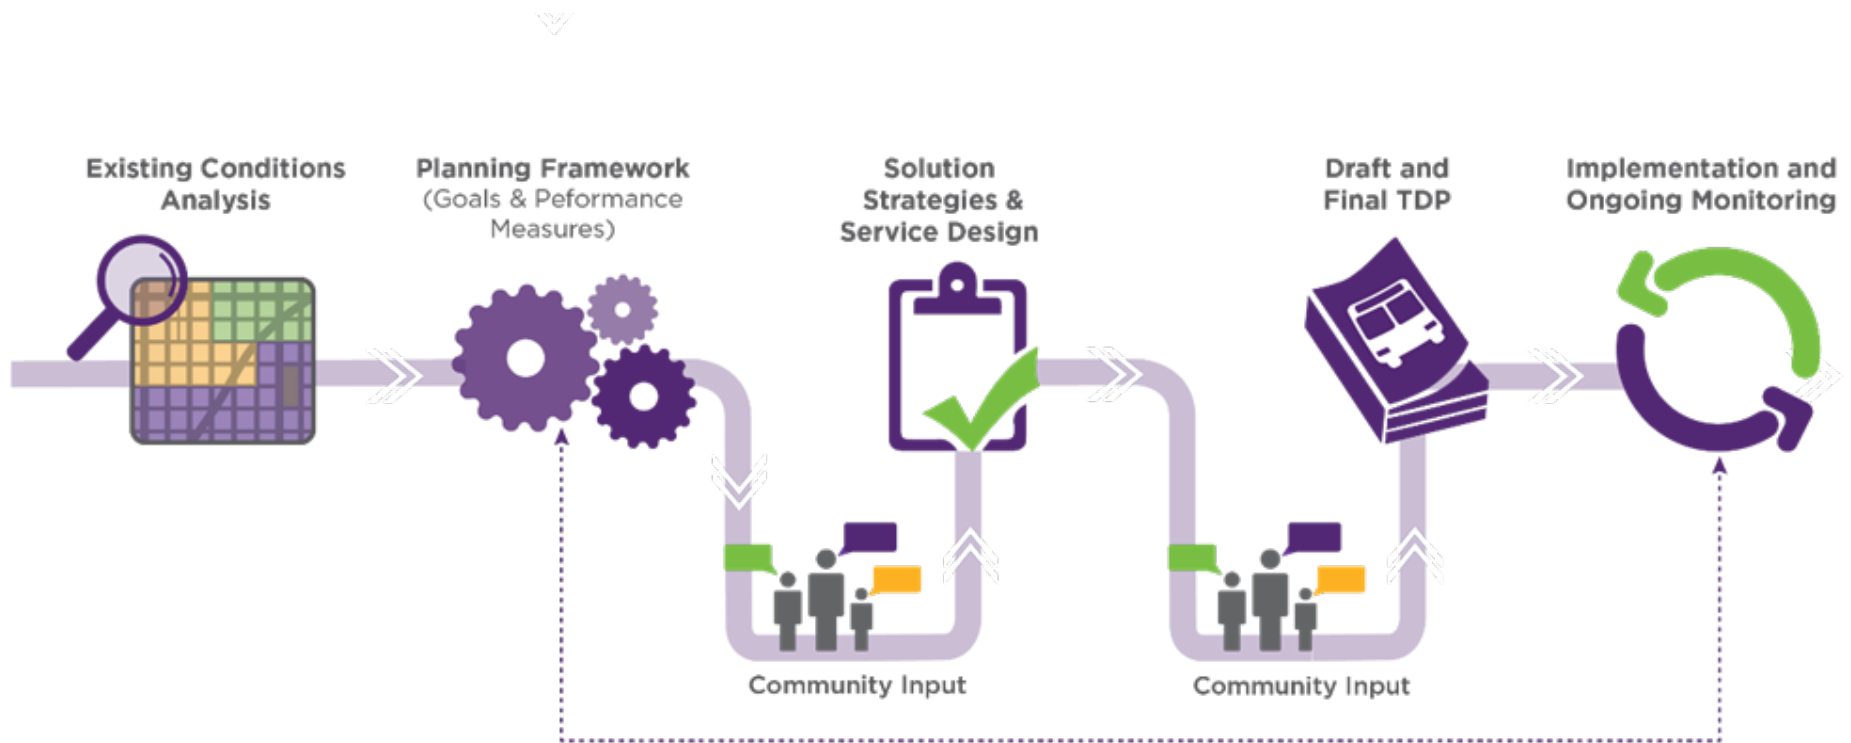 Existing Conditions
Analysis
Planning Framework
(Goals & Peformance
Measures)
Solution
Strategies &
Service Design
Draft and
Final TDP
Implementation and
Ongoing Monitoring
Community Input
Community Input